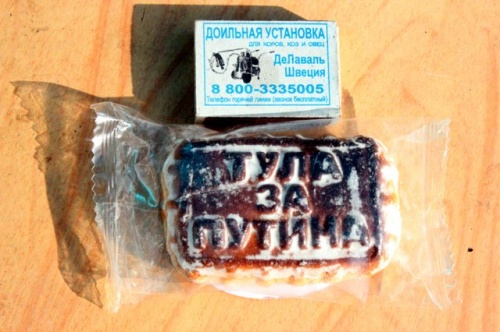 ДОИЛЬНАЯ УСТАНОВКА
ДЛЯ КОРОВ, КОЗ И ОВЕЦ
ДеЛаваль
Швеция
8 800-3335005
Телефон горячей линии (звонок бесплатный)
ТУЛА
ЗА
ПУТИНА